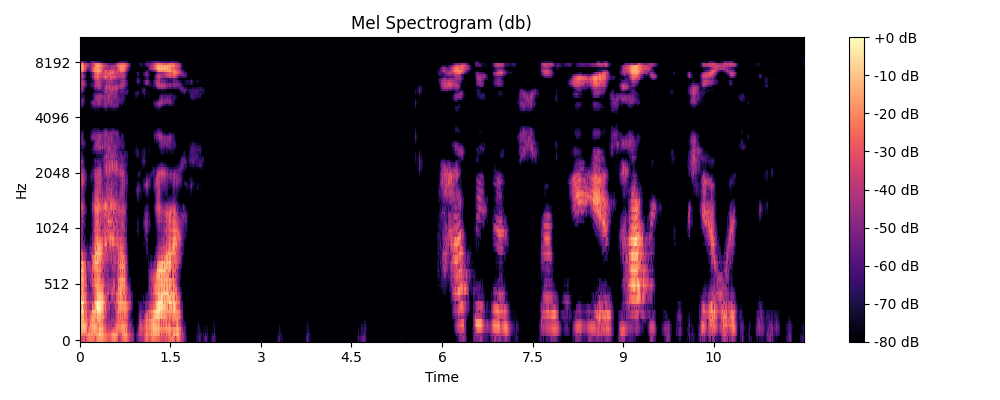 Mel Spectrogram (db)
Hz
8192
4096
2048
1024
512
0
0 1.5 3 4.5 6 7.5 9 10
Time
+0 dB
-10 dB
-20 dB
-30 dB
-40 dB
-50 dB
-60 dB
-70 dB
-80 dB